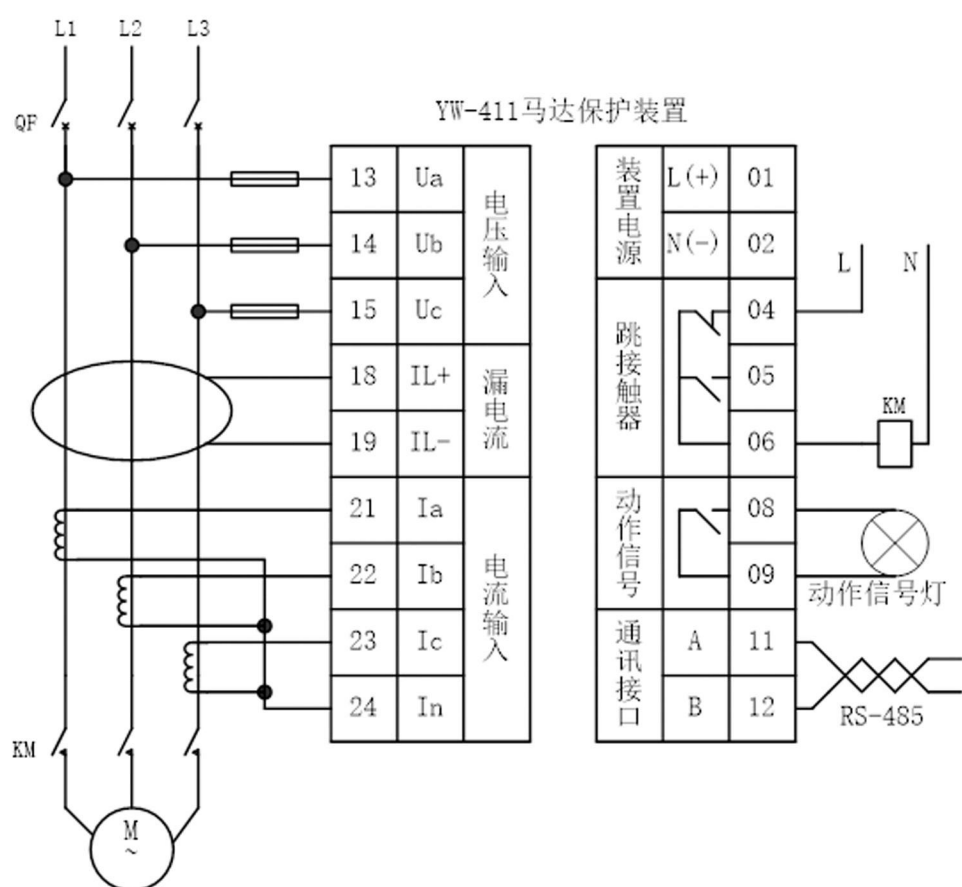 L1 L2 L3
QF
YW-411马达保护装置
13 Ua
14 Ub
15 Uc
电压输入
18 IL+
19 IL-
漏电流
21 Ia
22 Ib
23 Ic
24 In
电流输入
KM
M
~
装置电源
L(+) 01
N(-) 02
跳接触器
04
05
06
L N
KM
动作信号
08
09
动作信号灯
通讯接口
A 11
B 12
RS-485